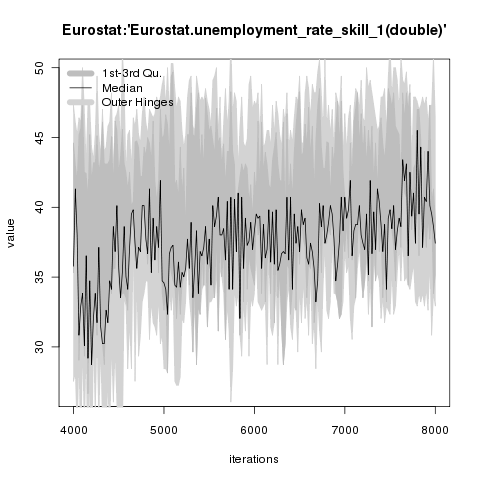 Eurostat:'Eurostat.unemployment_rate_skill_1(double)'
1st-3rd Qu.
Median
Outer Hinges
value
50
45
40
35
30
4000 5000 6000 7000 8000
iterations